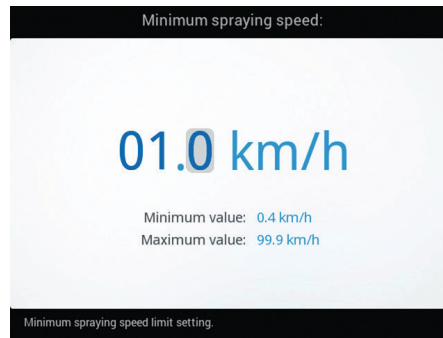 Minimum spraying speed:
01.0 km/h
Minimum value: 0.4 km/h
Maximum value: 99.9 km/h
Minimum spraying speed limit setting.